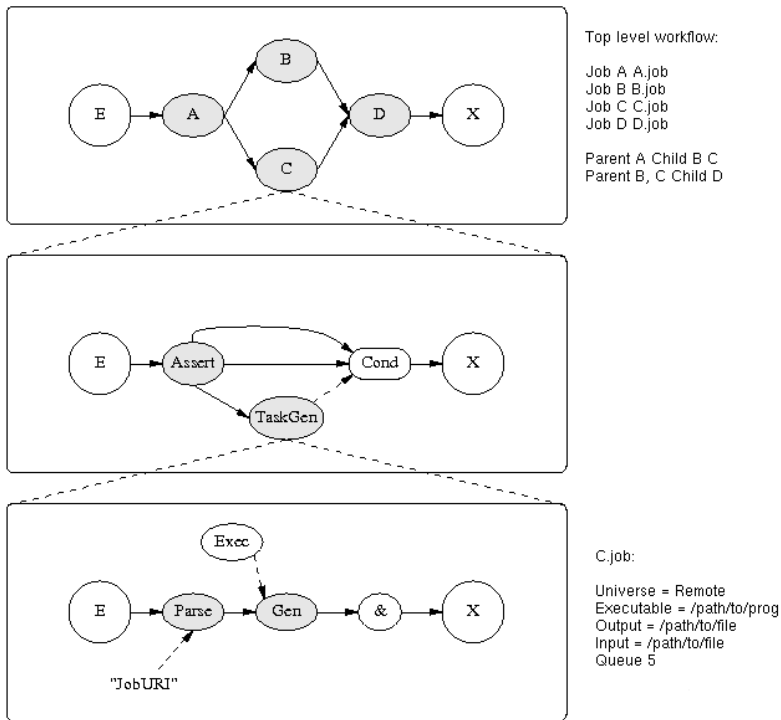 E
A
B
C
D
X
Top level workflow:
Job A A.job
Job B B.job
Job C C.job
Job D D.job
Parent A Child B C
Parent B, C Child D
E
Assert
TaskGen
Cond
X
Exec
E
Parse
Gen
&
X
"JobURI"
C.job:
Universe = Remote
Executable = /path/to/prog
Output = /path/to/file
Input = /path/to/file
Queue 5